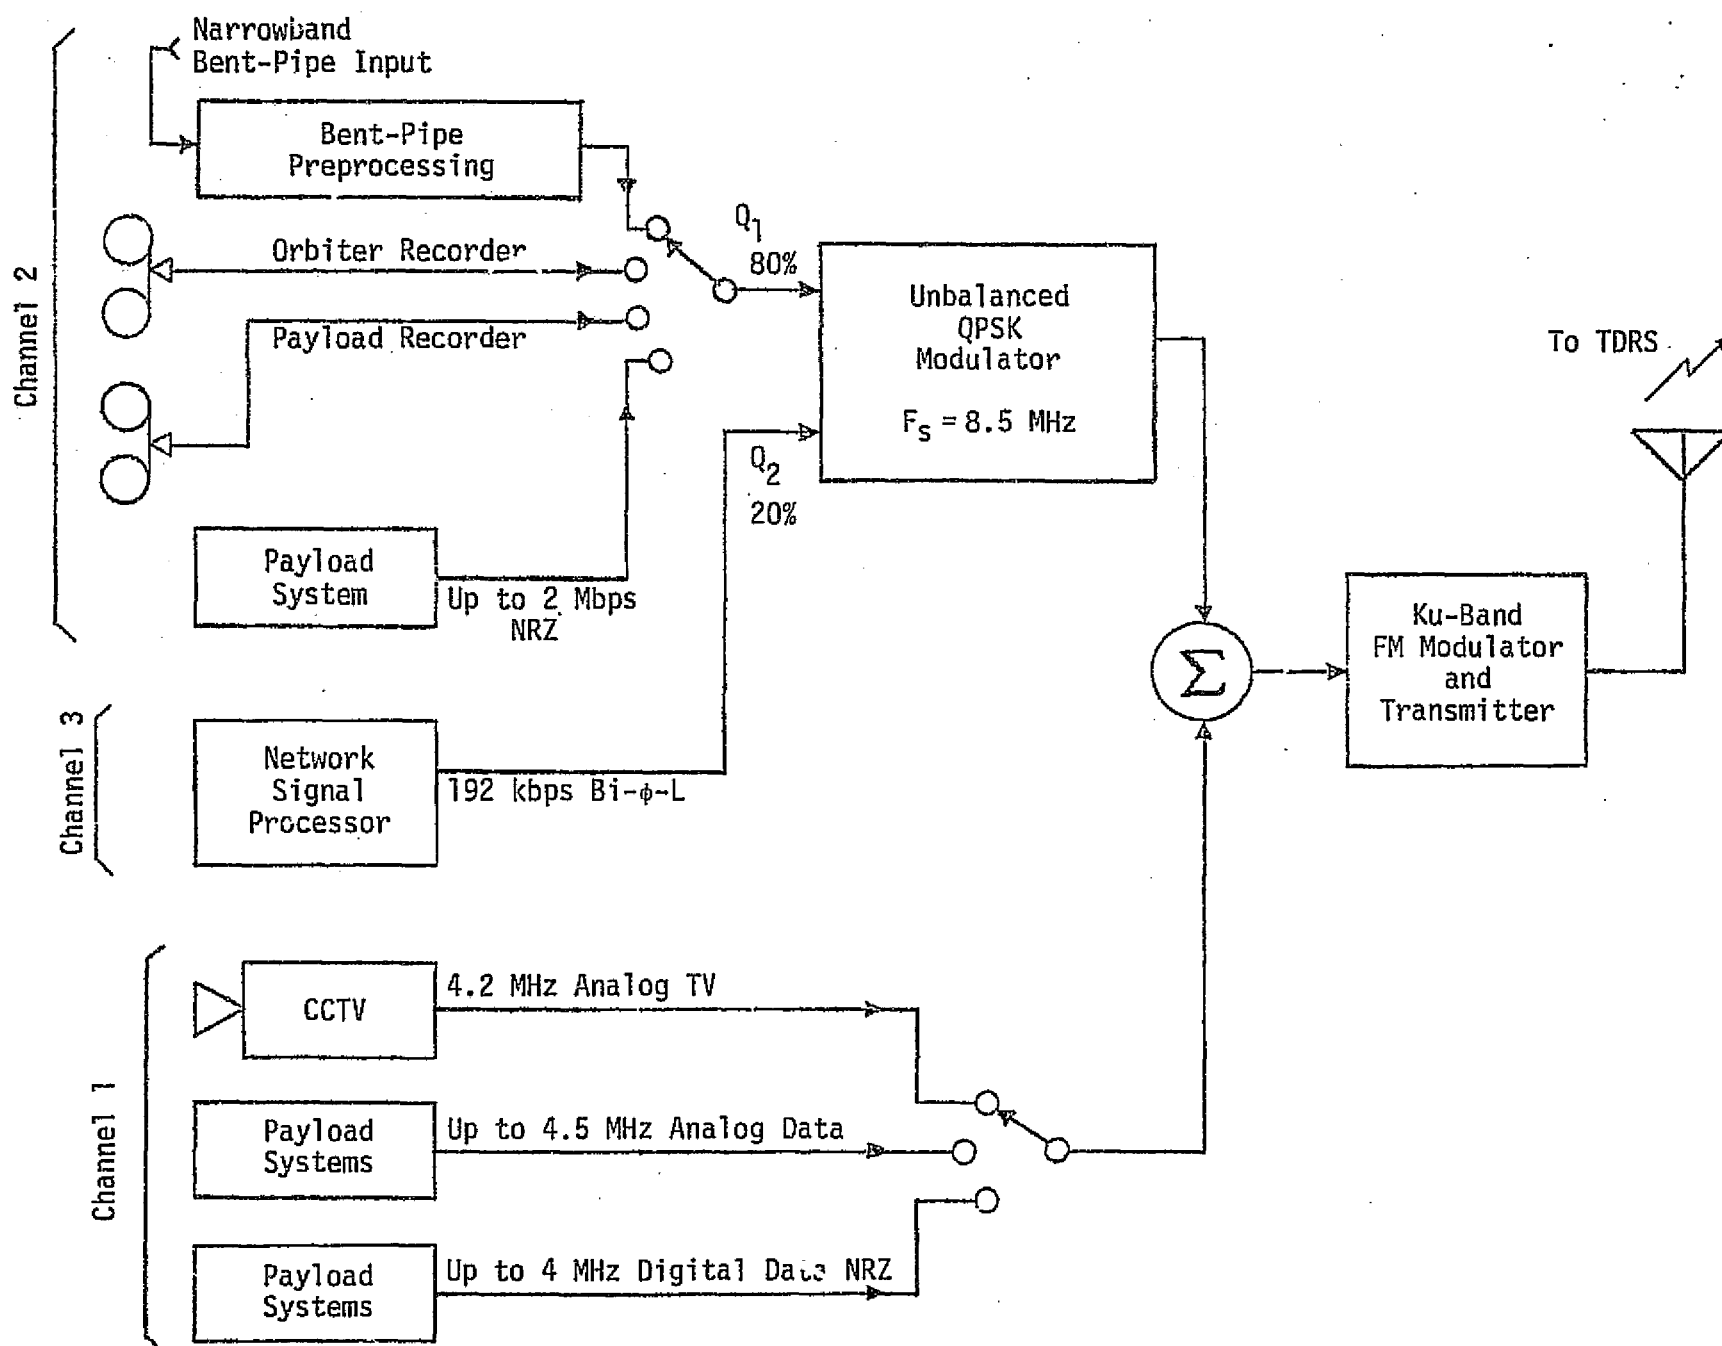 Narrowband
Bent-Pipe Input
Bent-Pipe
Preprocessing
Channel 2
Orbiter Recorder
Payload Recorder
Q1
80%
Unbalanced
QPSK
Modulator
FS = 8.5 MHz
To TDRS
Q2
20%
Payload
System
Up to 2 Mbps
NRZ
Σ
Ku-Band
FM Modulator
and
Transmitter
Channel 3
Network
Signal
Processor
192 kbps Bi-φ-L
Channel 1
CCTV
4.2 MHz Analog TV
Payload
Systems
Up to 4.5 MHz Analog Data
Payload
Systems
Up to 4 MHz Digital Data NRZ